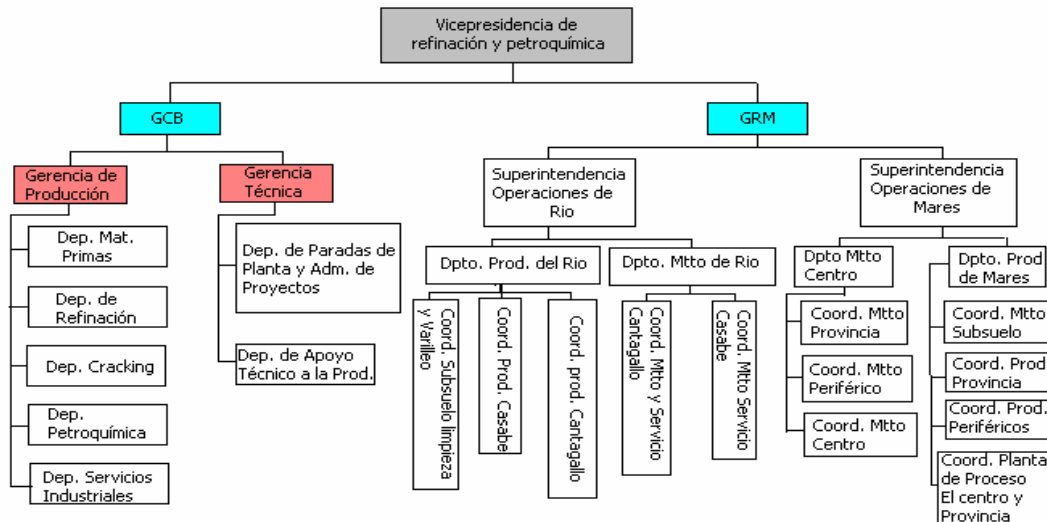 Vicepresidencia de
refinación y petroquímica
GCB
GRM
Gerencia de
Producción
Gerencia
Técnica
Superintendencia
Operaciones de
Rio
Superintendencia
Operaciones de
Mares
Dep. Mat.
Primas
Dep. de
Refinación
Dep. Cracking
Dep.
Petroquímica
Dep. Servicios
Industriales
Dep. de Paradas de
Planta y Adm. de
Proyectos
Dep. de Apoyo
Técnico a la Prod.
Dpto. Prod. del Rio
Dpto. Mtto de Rio
Coord. Subsuelo limpieza
y Varilleo
Coord. Prod. Casabe
Coord. prod. Cantagallo
Coord. Mtto y Servicio
Cantagallo
Coord. Mtto Servicio
Casabe
Dpto Mtto
Centro
Coord. Mtto
Provincia
Coord. Mtto
Periférico
Coord. Mtto
Centro
Dpto. Prod
de Mares
Coord. Mtto
Subsuelo
Coord. Prod
Provincia
Coord. Prod.
Periféricos
Coord. Planta
de Proceso
El centro y
Provincia